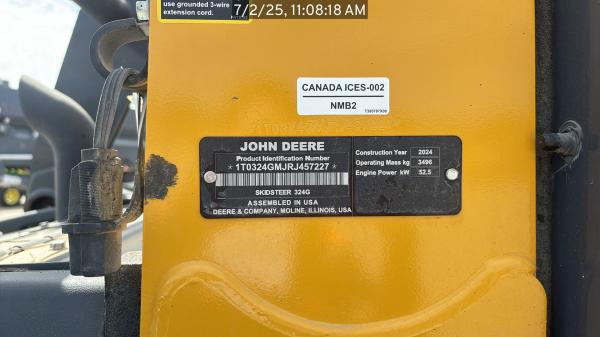 use grounded 3-wire
extension cord.
7/2/25, 11:08:18 AM
CANADA ICES-002
NMB2
JOHN DEERE
Product Identification Number
*1T0324GMJRJ457227*
SKIDSTEER 324G
ASSEMBLED IN USA
DEERE & COMPANY, MOLINE, ILLINOIS, USA
Construction Year 2024
Operating Mass kg 3496
Engine Power kW 52.5